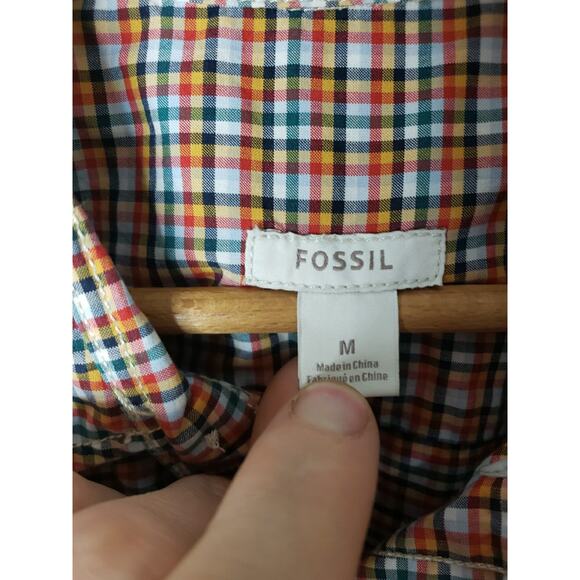 FOSSIL
M
Made in China
Fabriqué en Chine